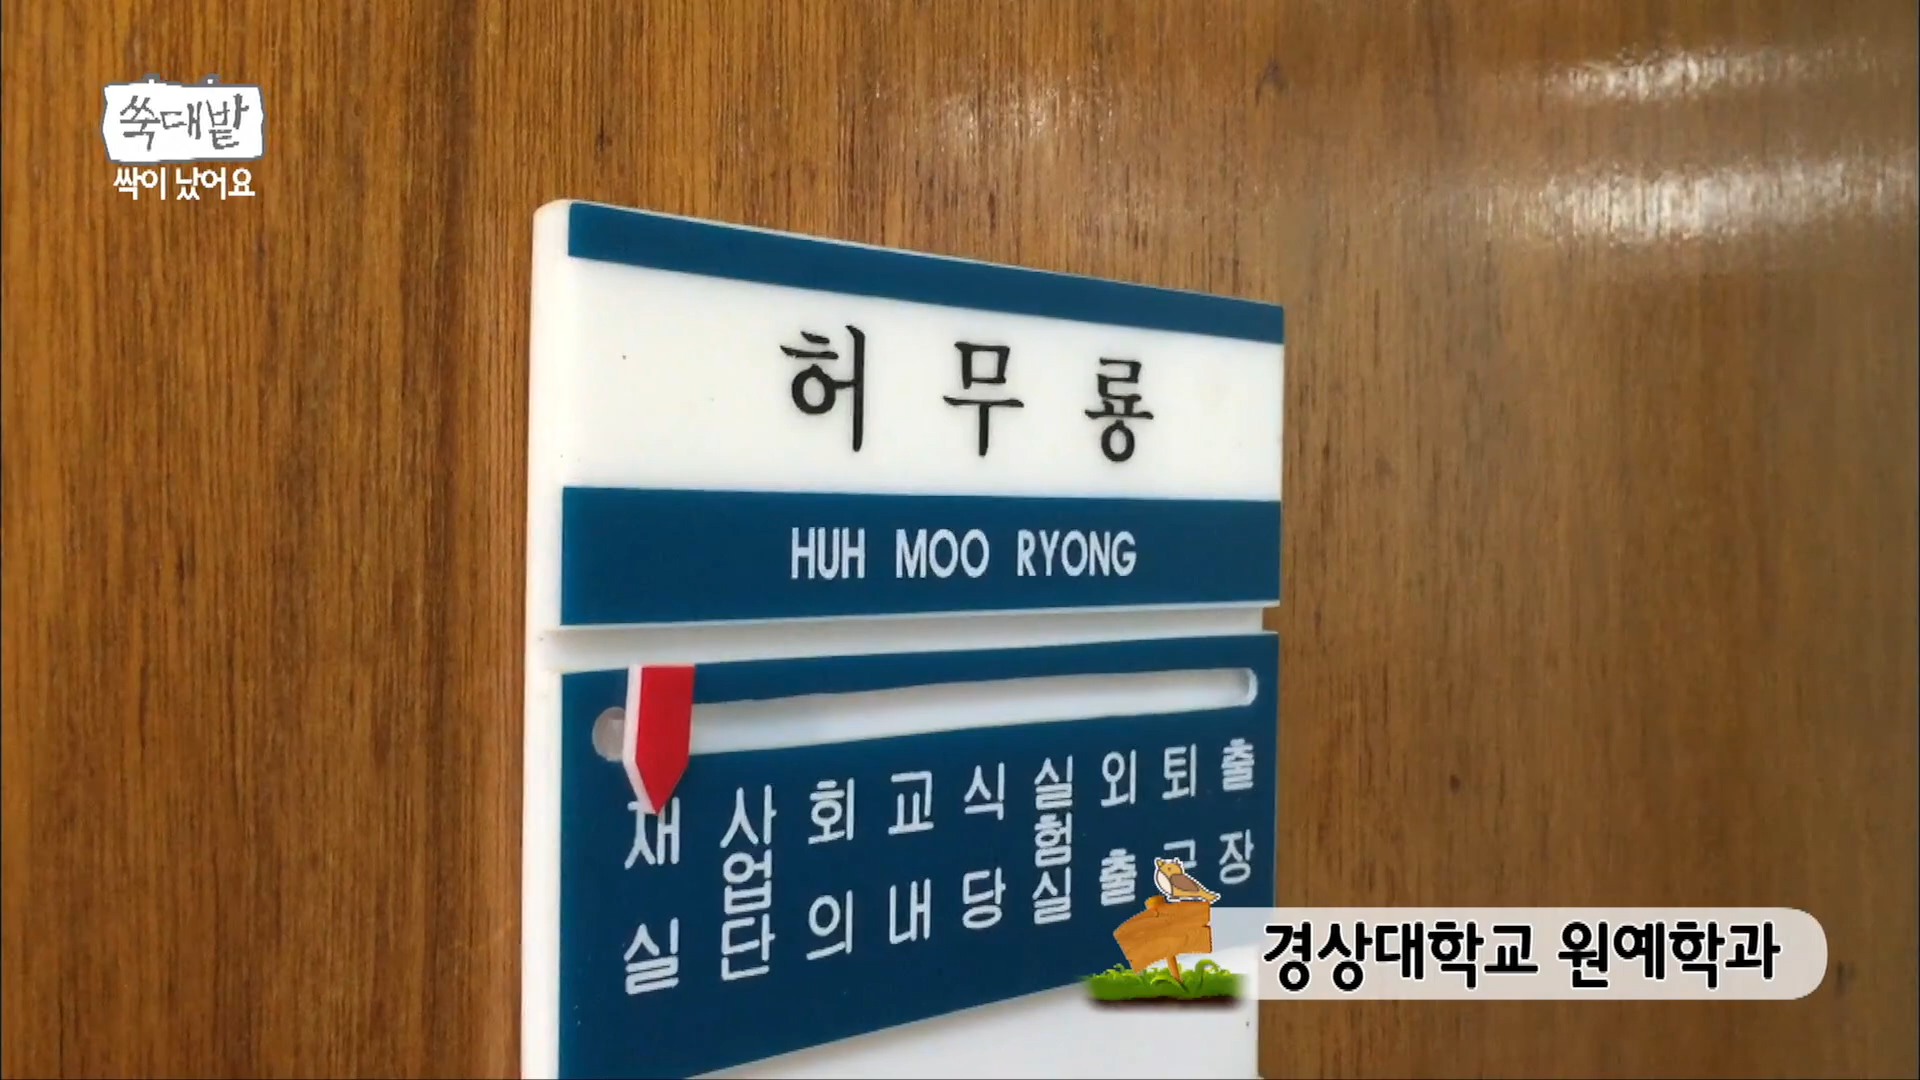 쑥대밭
싹이 났어요
허 무 룡
HUH MOO RYONG
재실 사업단 회의 교내 식당 실험실 외출 퇴근 출장
경상대학교 원예학과